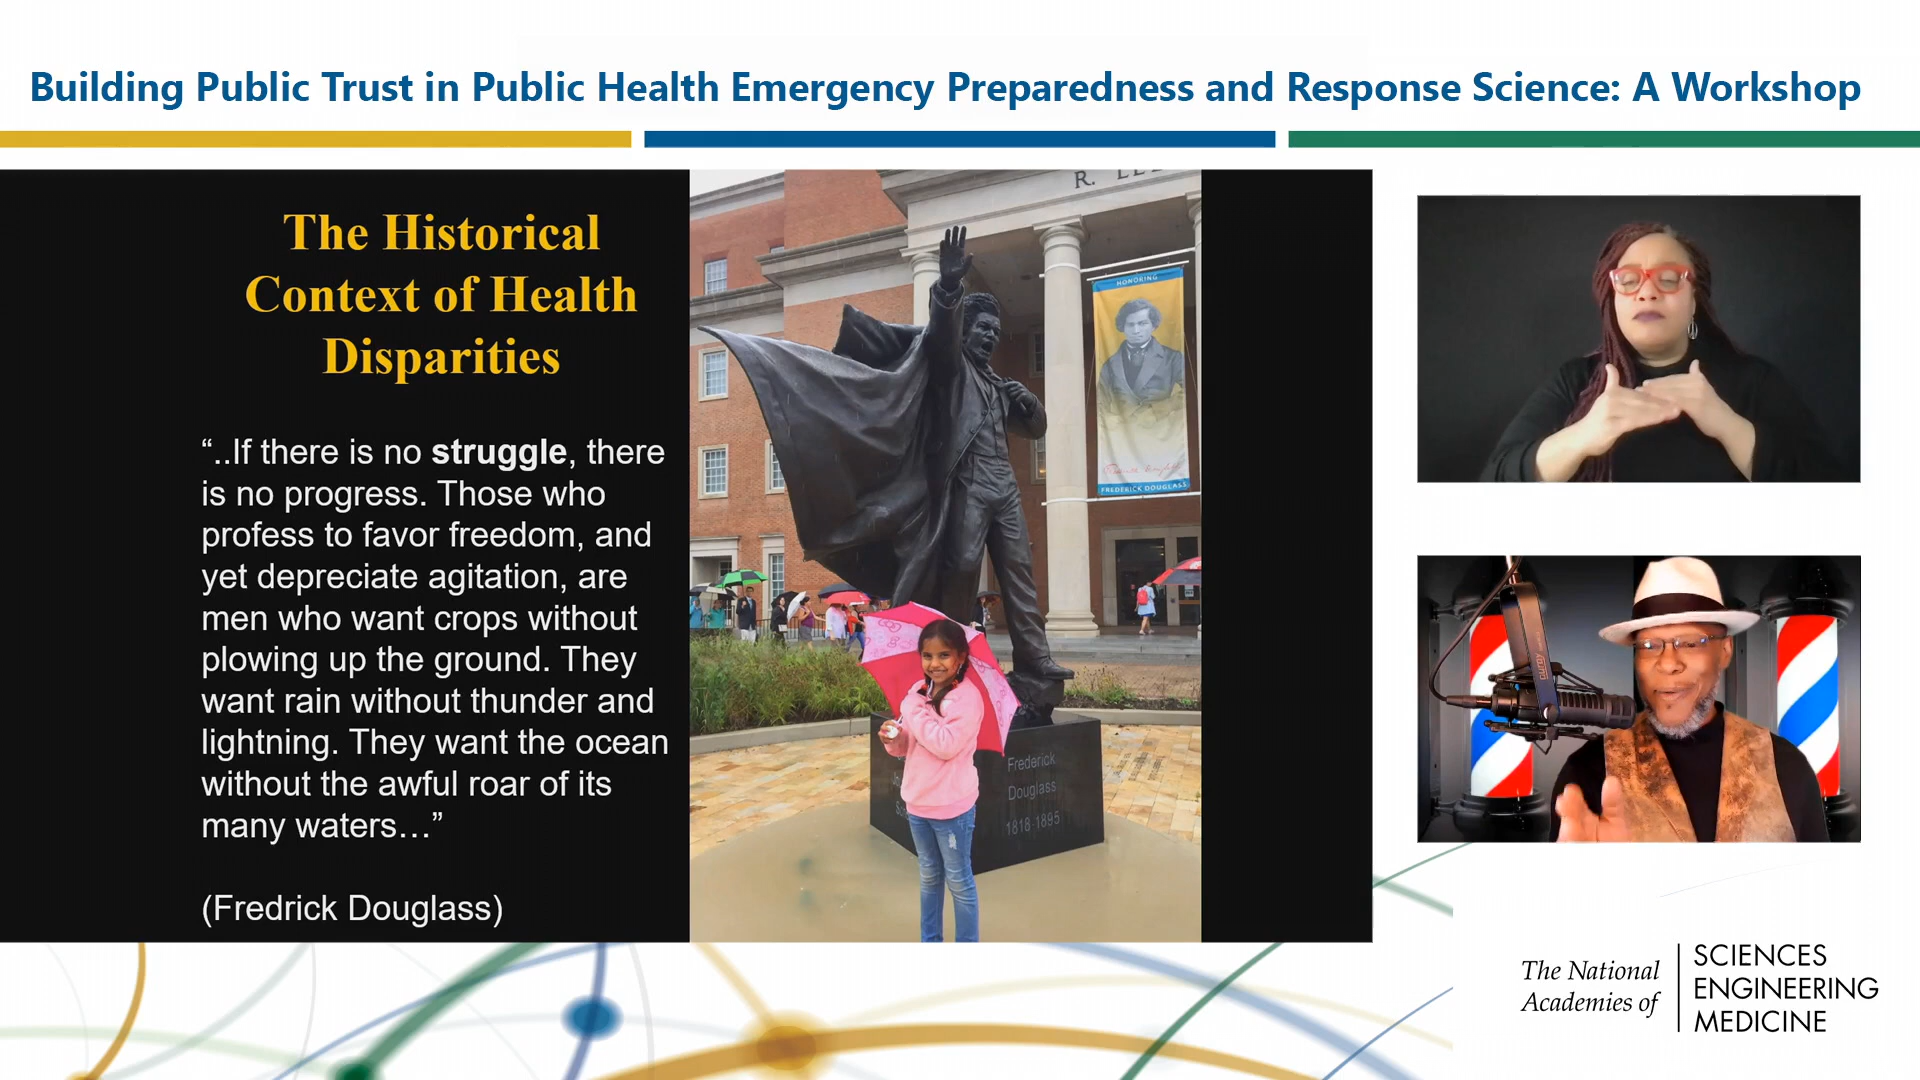 Building Public Trust in Public Health Emergency Preparedness and Response Science: A Workshop
The Historical
Context of Health
Disparities
“..If there is no struggle, there
is no progress. Those who
profess to favor freedom, and
yet depreciate agitation, are
men who want crops without
plowing up the ground. They
want rain without thunder and
lightning. They want the ocean
without the awful roar of its
many waters…”
(Fredrick Douglass)
R. LEE
HONORING
FREDERICK DOUGLASS
Frederick
Douglass
1818-1895
The National
Academies of
SCIENCES
ENGINEERING
MEDICINE